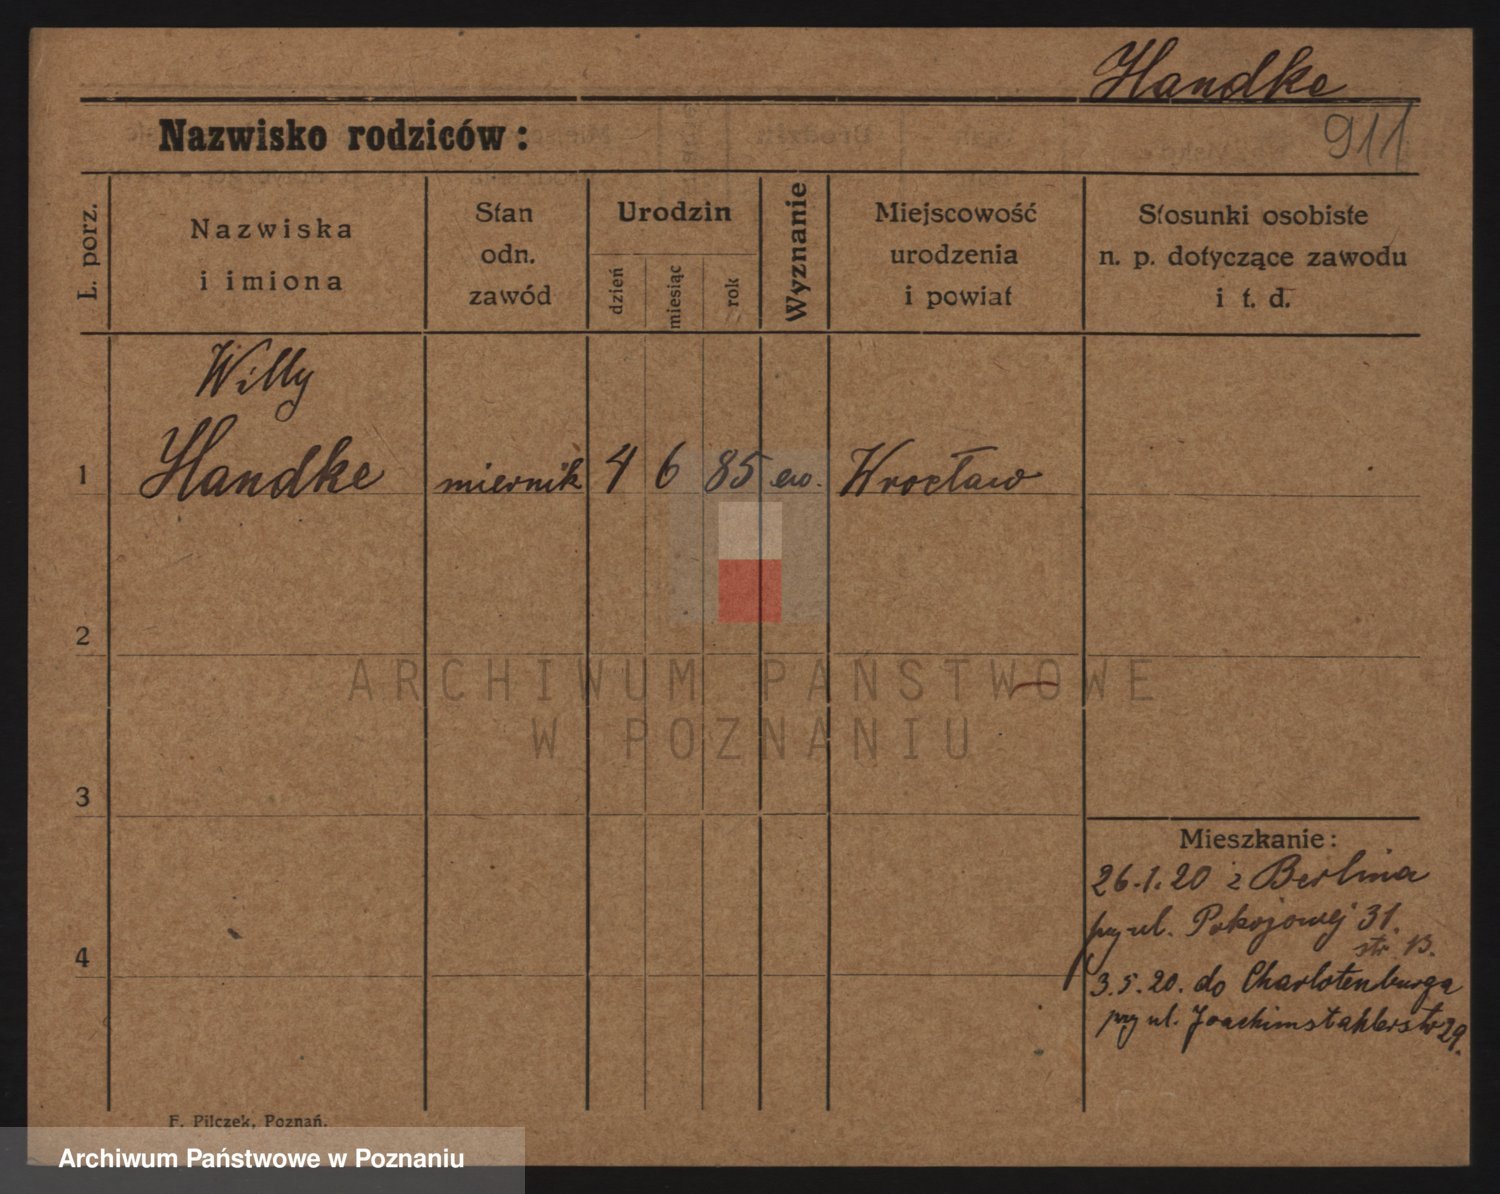 Handke
911
Nazwisko rodziców:
L. porz.
Nazwiska
i imiona
Stan
odn.
zawód
Urodzin
dzień
miesiąc
rok
Wyznanie
Miejscowość
urodzenia
i powiat
Stosunki osobiste
n. p. dotyczące zawodu
i t. d.
Willy
1 Handke miernik 4 6 85 ew. Wrocław
2
ARCHIWUM PAŃSTWOWE
W POZNANIU
3
Mieszkanie:
26.1.20 z Berlina
przy ul. Pokojowej 31.
str. B.
4
3.5.20. do Charlotenburga
przy ul. Joachimstahlerstr 29.
F. Pilczek, Poznań.
Archiwum Państwowe w Poznaniu